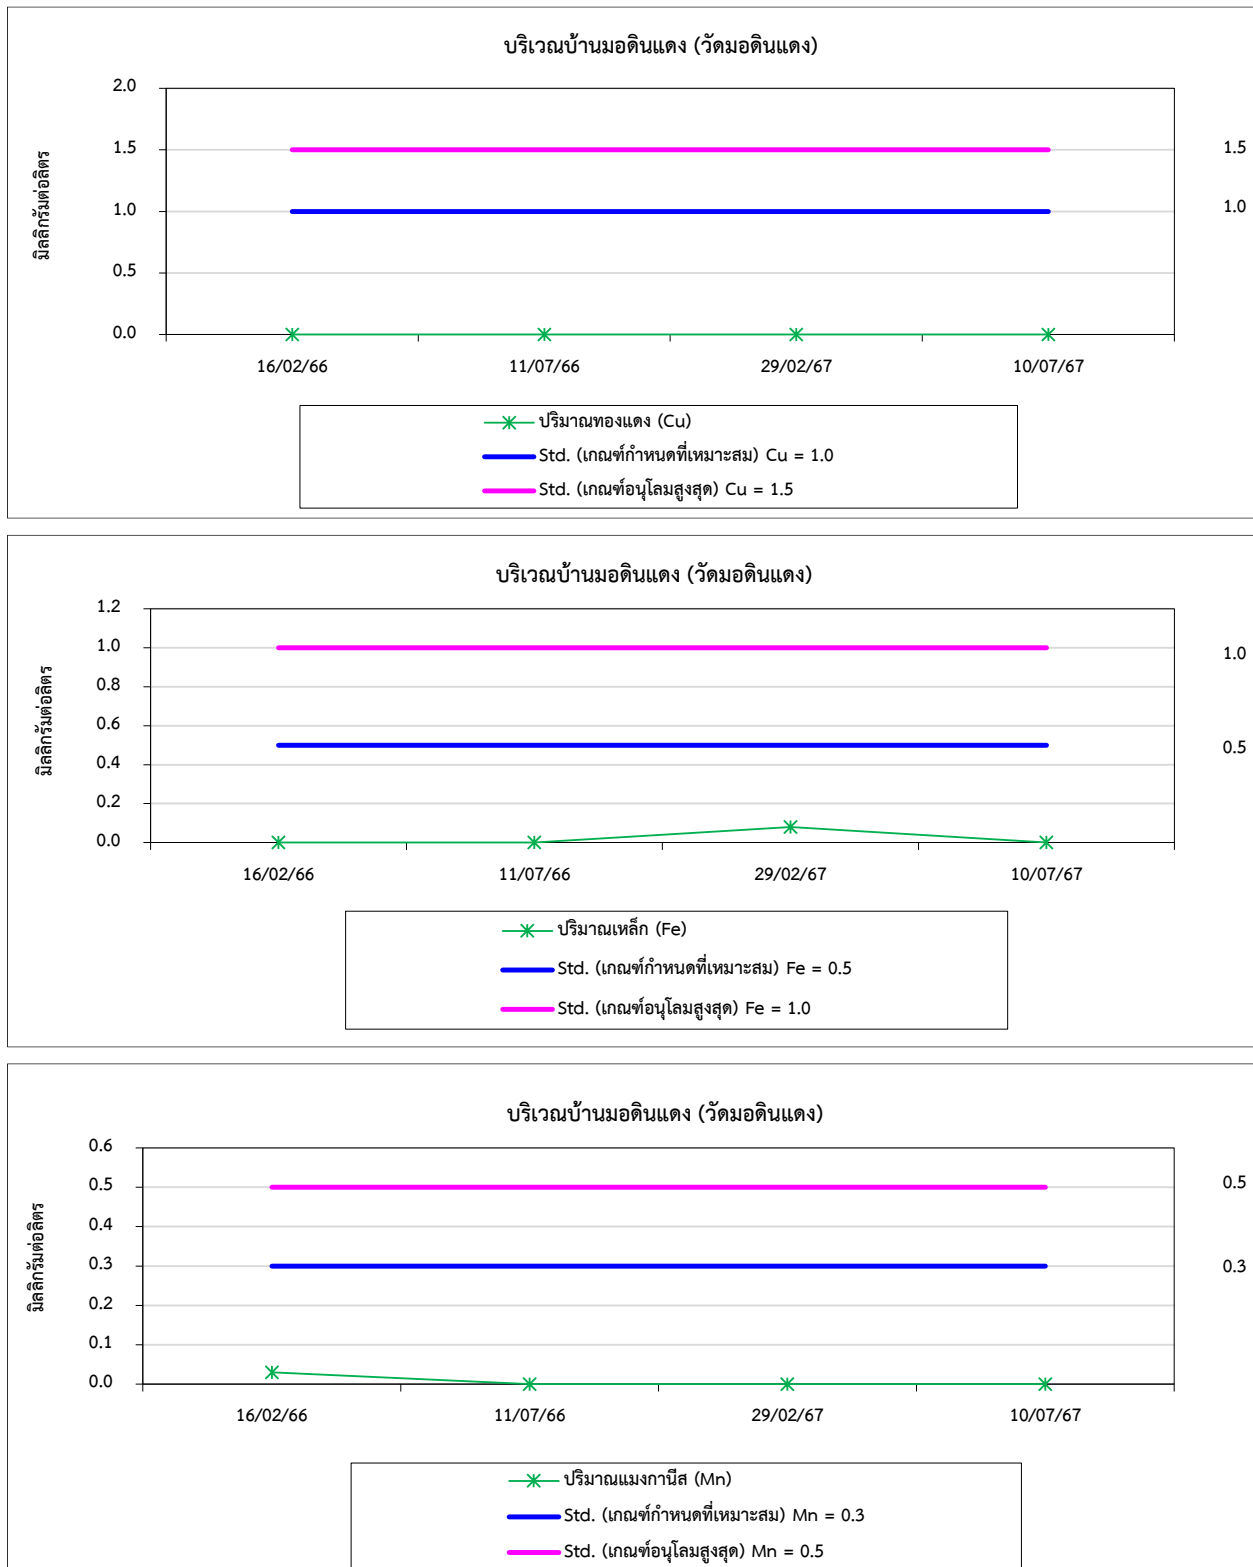 บริเวณบ้านมอดินแดง (วัดมอดินแดง)
มิลลิกรัมต่อลิตร
2.0
1.5
1.0
0.5
0.0
1.5
1.0
16/02/66 11/07/66 29/02/67 10/07/67
ปริมาณทองแดง (Cu)
Std. (เกณฑ์กำหนดที่เหมาะสม) Cu = 1.0
Std. (เกณฑ์อนุโลมสูงสุด) Cu = 1.5
บริเวณบ้านมอดินแดง (วัดมอดินแดง)
มิลลิกรัมต่อลิตร
1.2
1.0
0.8
0.6
0.4
0.2
0.0
1.0
0.5
16/02/66 11/07/66 29/02/67 10/07/67
ปริมาณเหล็ก (Fe)
Std. (เกณฑ์กำหนดที่เหมาะสม) Fe = 0.5
Std. (เกณฑ์อนุโลมสูงสุด) Fe = 1.0
บริเวณบ้านมอดินแดง (วัดมอดินแดง)
มิลลิกรัมต่อลิตร
0.6
0.5
0.4
0.3
0.2
0.1
0.0
0.5
0.3
16/02/66 11/07/66 29/02/67 10/07/67
ปริมาณแมงกานีส (Mn)
Std. (เกณฑ์กำหนดที่เหมาะสม) Mn = 0.3
Std. (เกณฑ์อนุโลมสูงสุด) Mn = 0.5